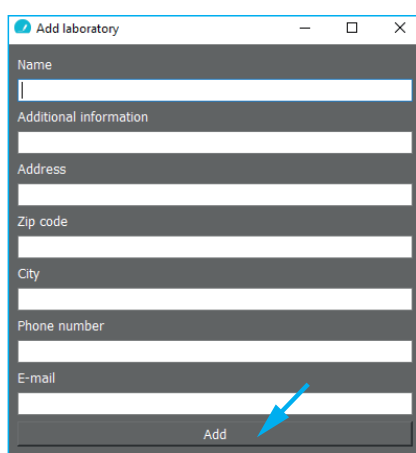 Add laboratory
Name
Additional information
Address
Zip code
City
Phone number
E-mail
Add